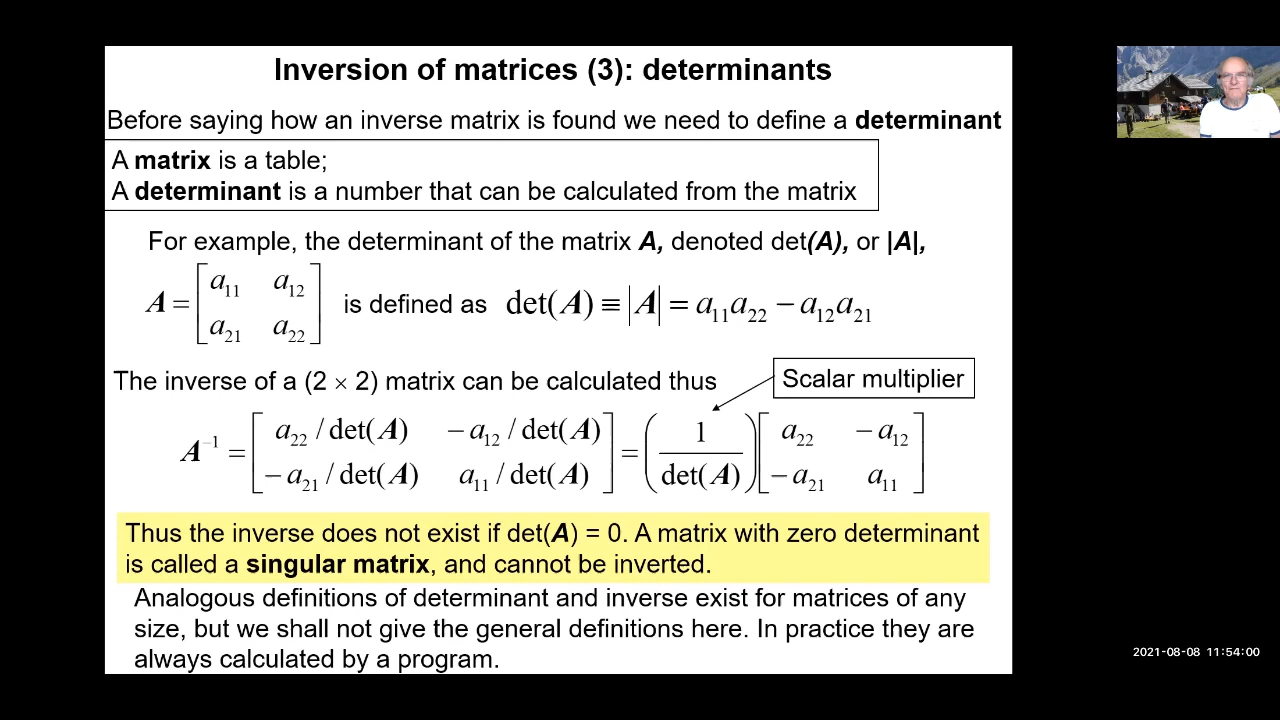 Inversion of matrices (3): determinants
Before saying how an inverse matrix is found we need to define a determinant
A matrix is a table;
A determinant is a number that can be calculated from the matrix
For example, the determinant of the matrix A, denoted det(A), or |A|,
A = [a₁₁ a₁₂; a₂₁ a₂₂] is defined as det(A) ≡ |A| = a₁₁a₂₂ − a₁₂a₂₁
The inverse of a (2 × 2) matrix can be calculated thus
Scalar multiplier
A⁻¹ = [a₂₂ / det(A) − a₁₂ / det(A); − a₂₁ / det(A) a₁₁ / det(A)] = (1 / det(A)) [a₂₂ − a₁₂; − a₂₁ a₁₁]
Thus the inverse does not exist if det(A) = 0. A matrix with zero determinant
is called a singular matrix, and cannot be inverted.
Analogous definitions of determinant and inverse exist for matrices of any
size, but we shall not give the general definitions here. In practice they are
always calculated by a program.
2021-08-08 11:54:00